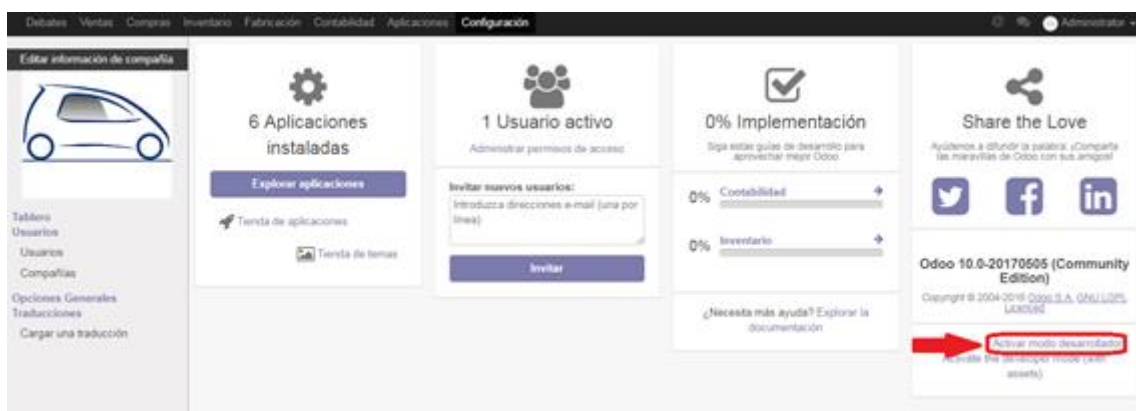 Debates Ventas Compras Inventario Fabricación Contabilidad Aplicaciones Configuración Administrator
Editar información de compañía
Tablero
Usuarios
Usuarios
Compañías
Opciones Generales
Traducciones
Cargar una traducción
6 Aplicaciones
instaladas
Explorar aplicaciones
Tienda de aplicaciones
Tienda de temas
1 Usuario activo
Administrar permisos de acceso
Invitar nuevos usuarios:
Introduzca direcciones e-mail (una por
línea)
Invitar
0% Implementación
Siga estas guías de desarrollo para
aprovechar mejor Odoo.
0% Contabilidad
0% Inventario
¿Necesita más ayuda? Explorar la
documentación
Share the Love
Ayúdenos a difundir la palabra: ¡Comparta
las maravillas de Odoo con sus amigos!
in
Odoo 10.0-20170505 (Community
Edition)
Copyright © 2004-2016 Odoo S.A. GNU LGPL
Licenced
Activar modo desarrollador
Activate the developer mode (with
assets)